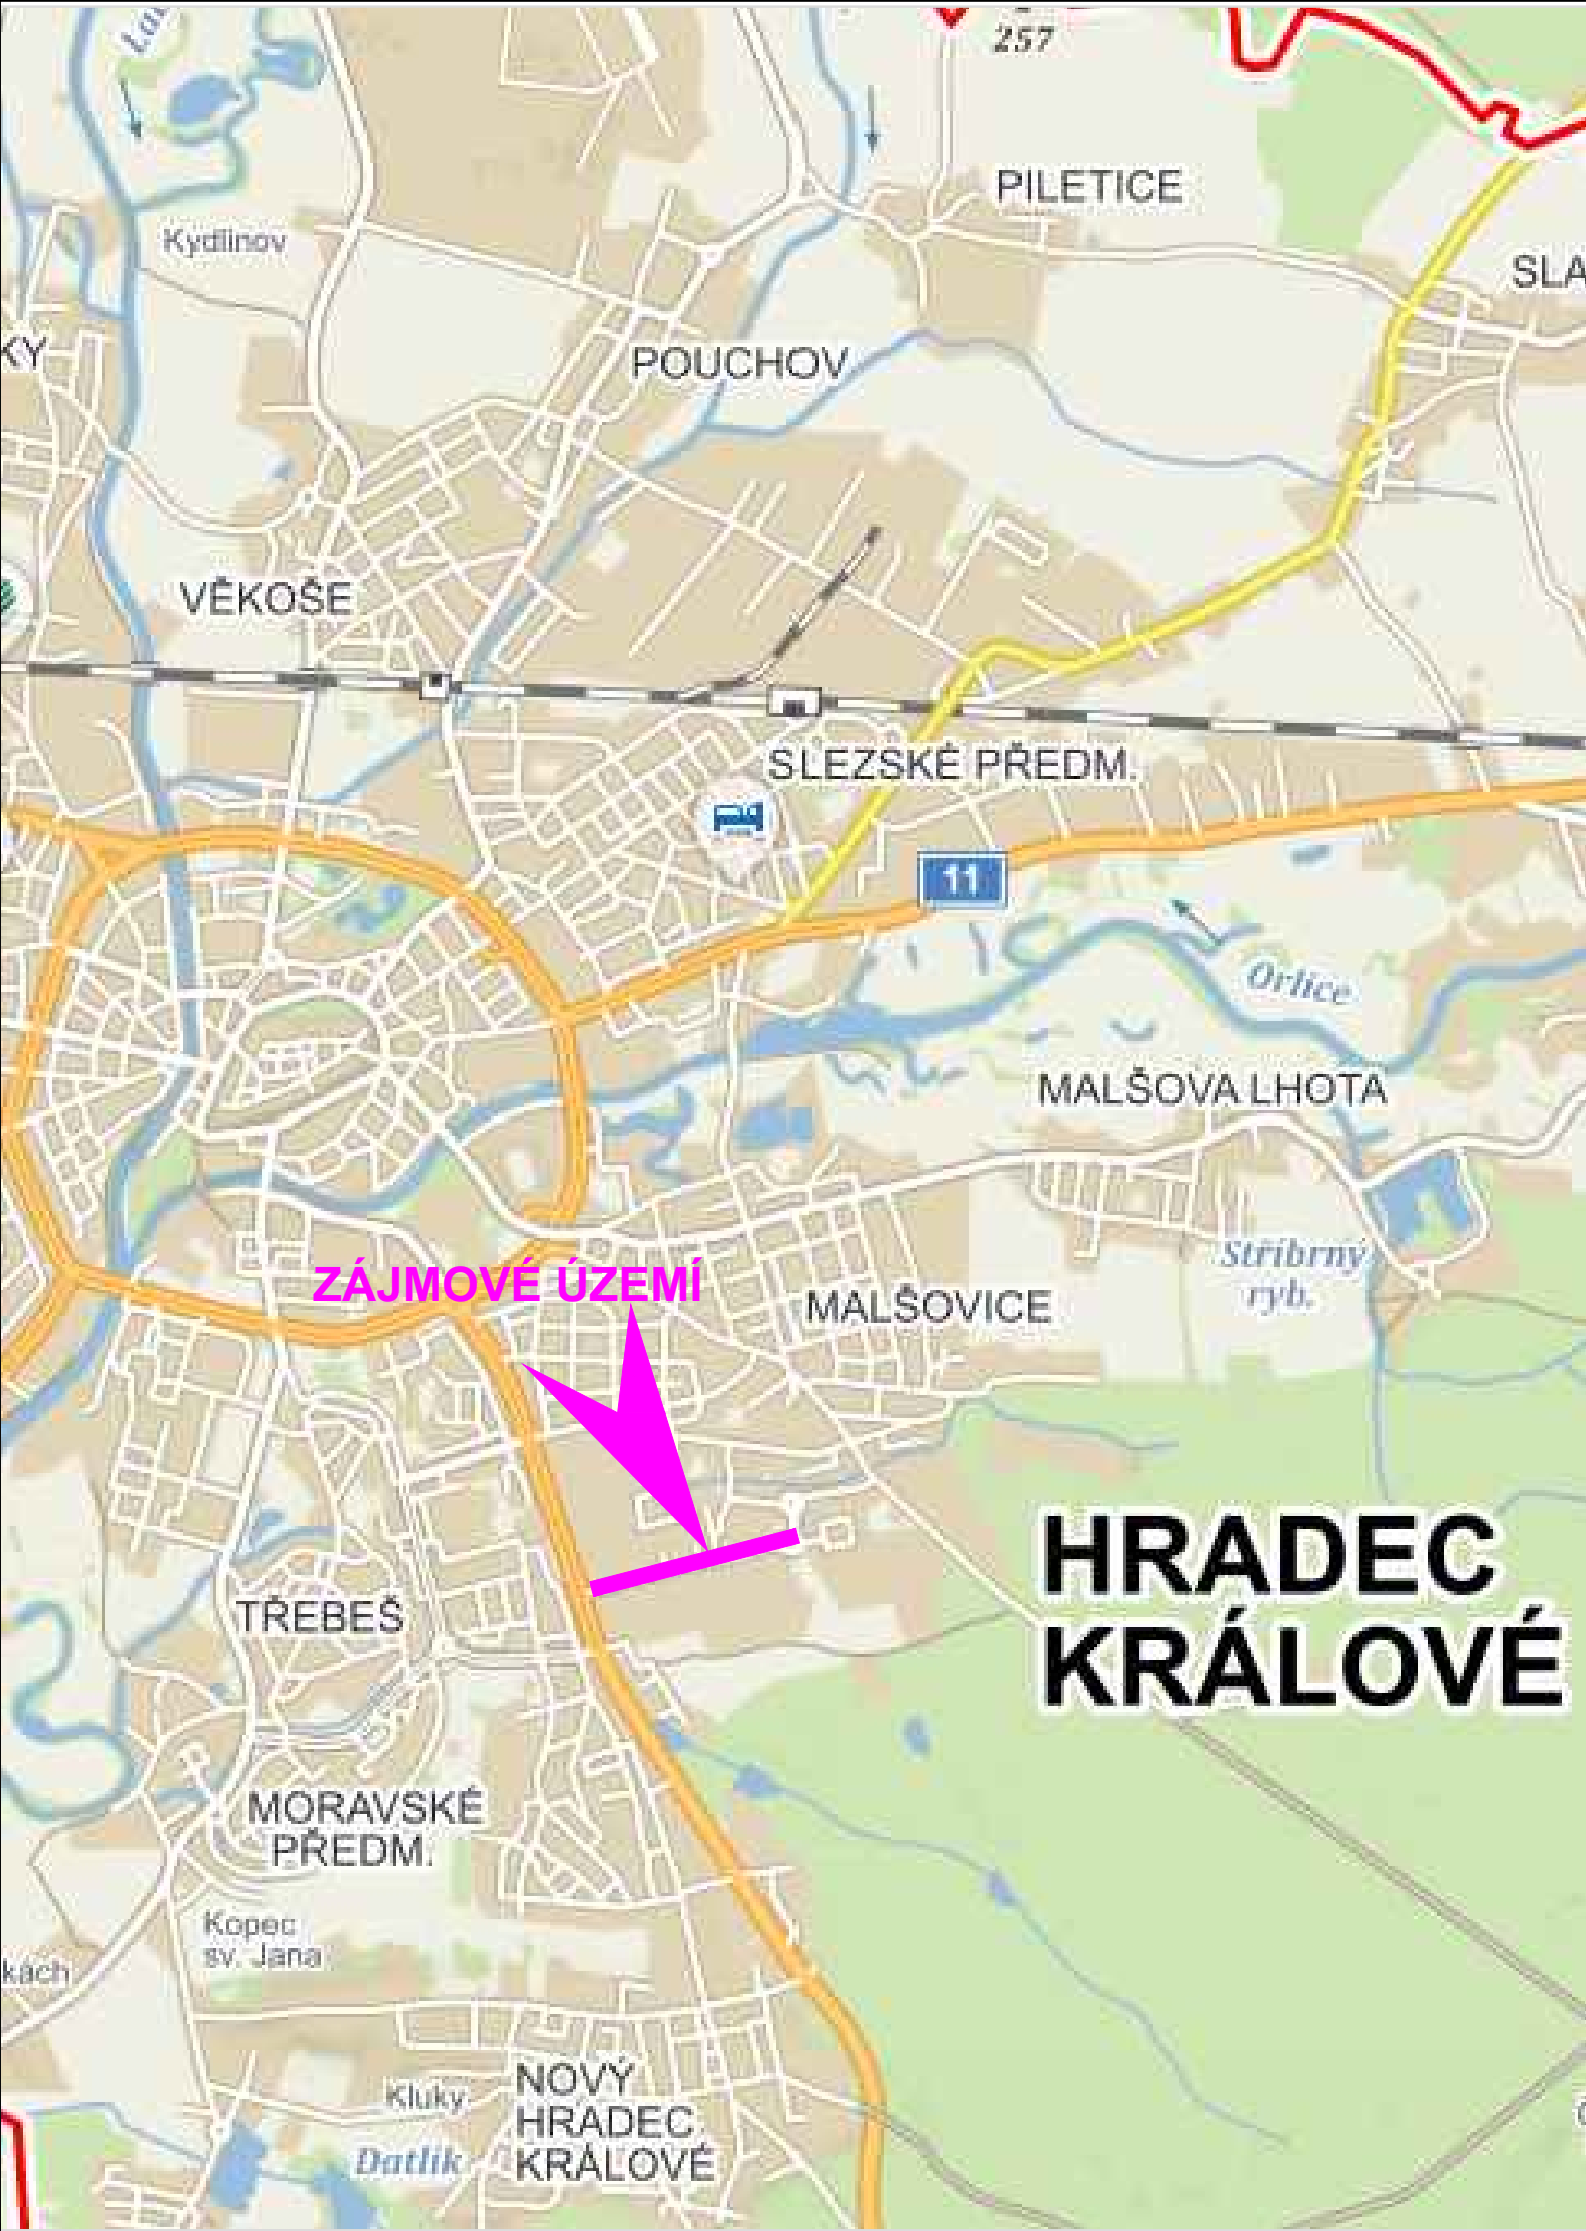 257
PILETICE
Kydlinov
SLA
KY
POUCHOV
VĚKOŠE
SLEZSKÉ PŘEDM.
11
Orlice
MALŠOVA LHOTA
Stříbrný
ryb.
ZÁJMOVÉ ÚZEMÍ
MALŠOVICE
HRADEC
KRÁLOVÉ
TŘEBEŠ
MORAVSKÉ
PŘEDM.
Kopec
sv. Jana
kách
NOVÝ
HRADEC
KRÁLOVÉ
Kluky
Datlík